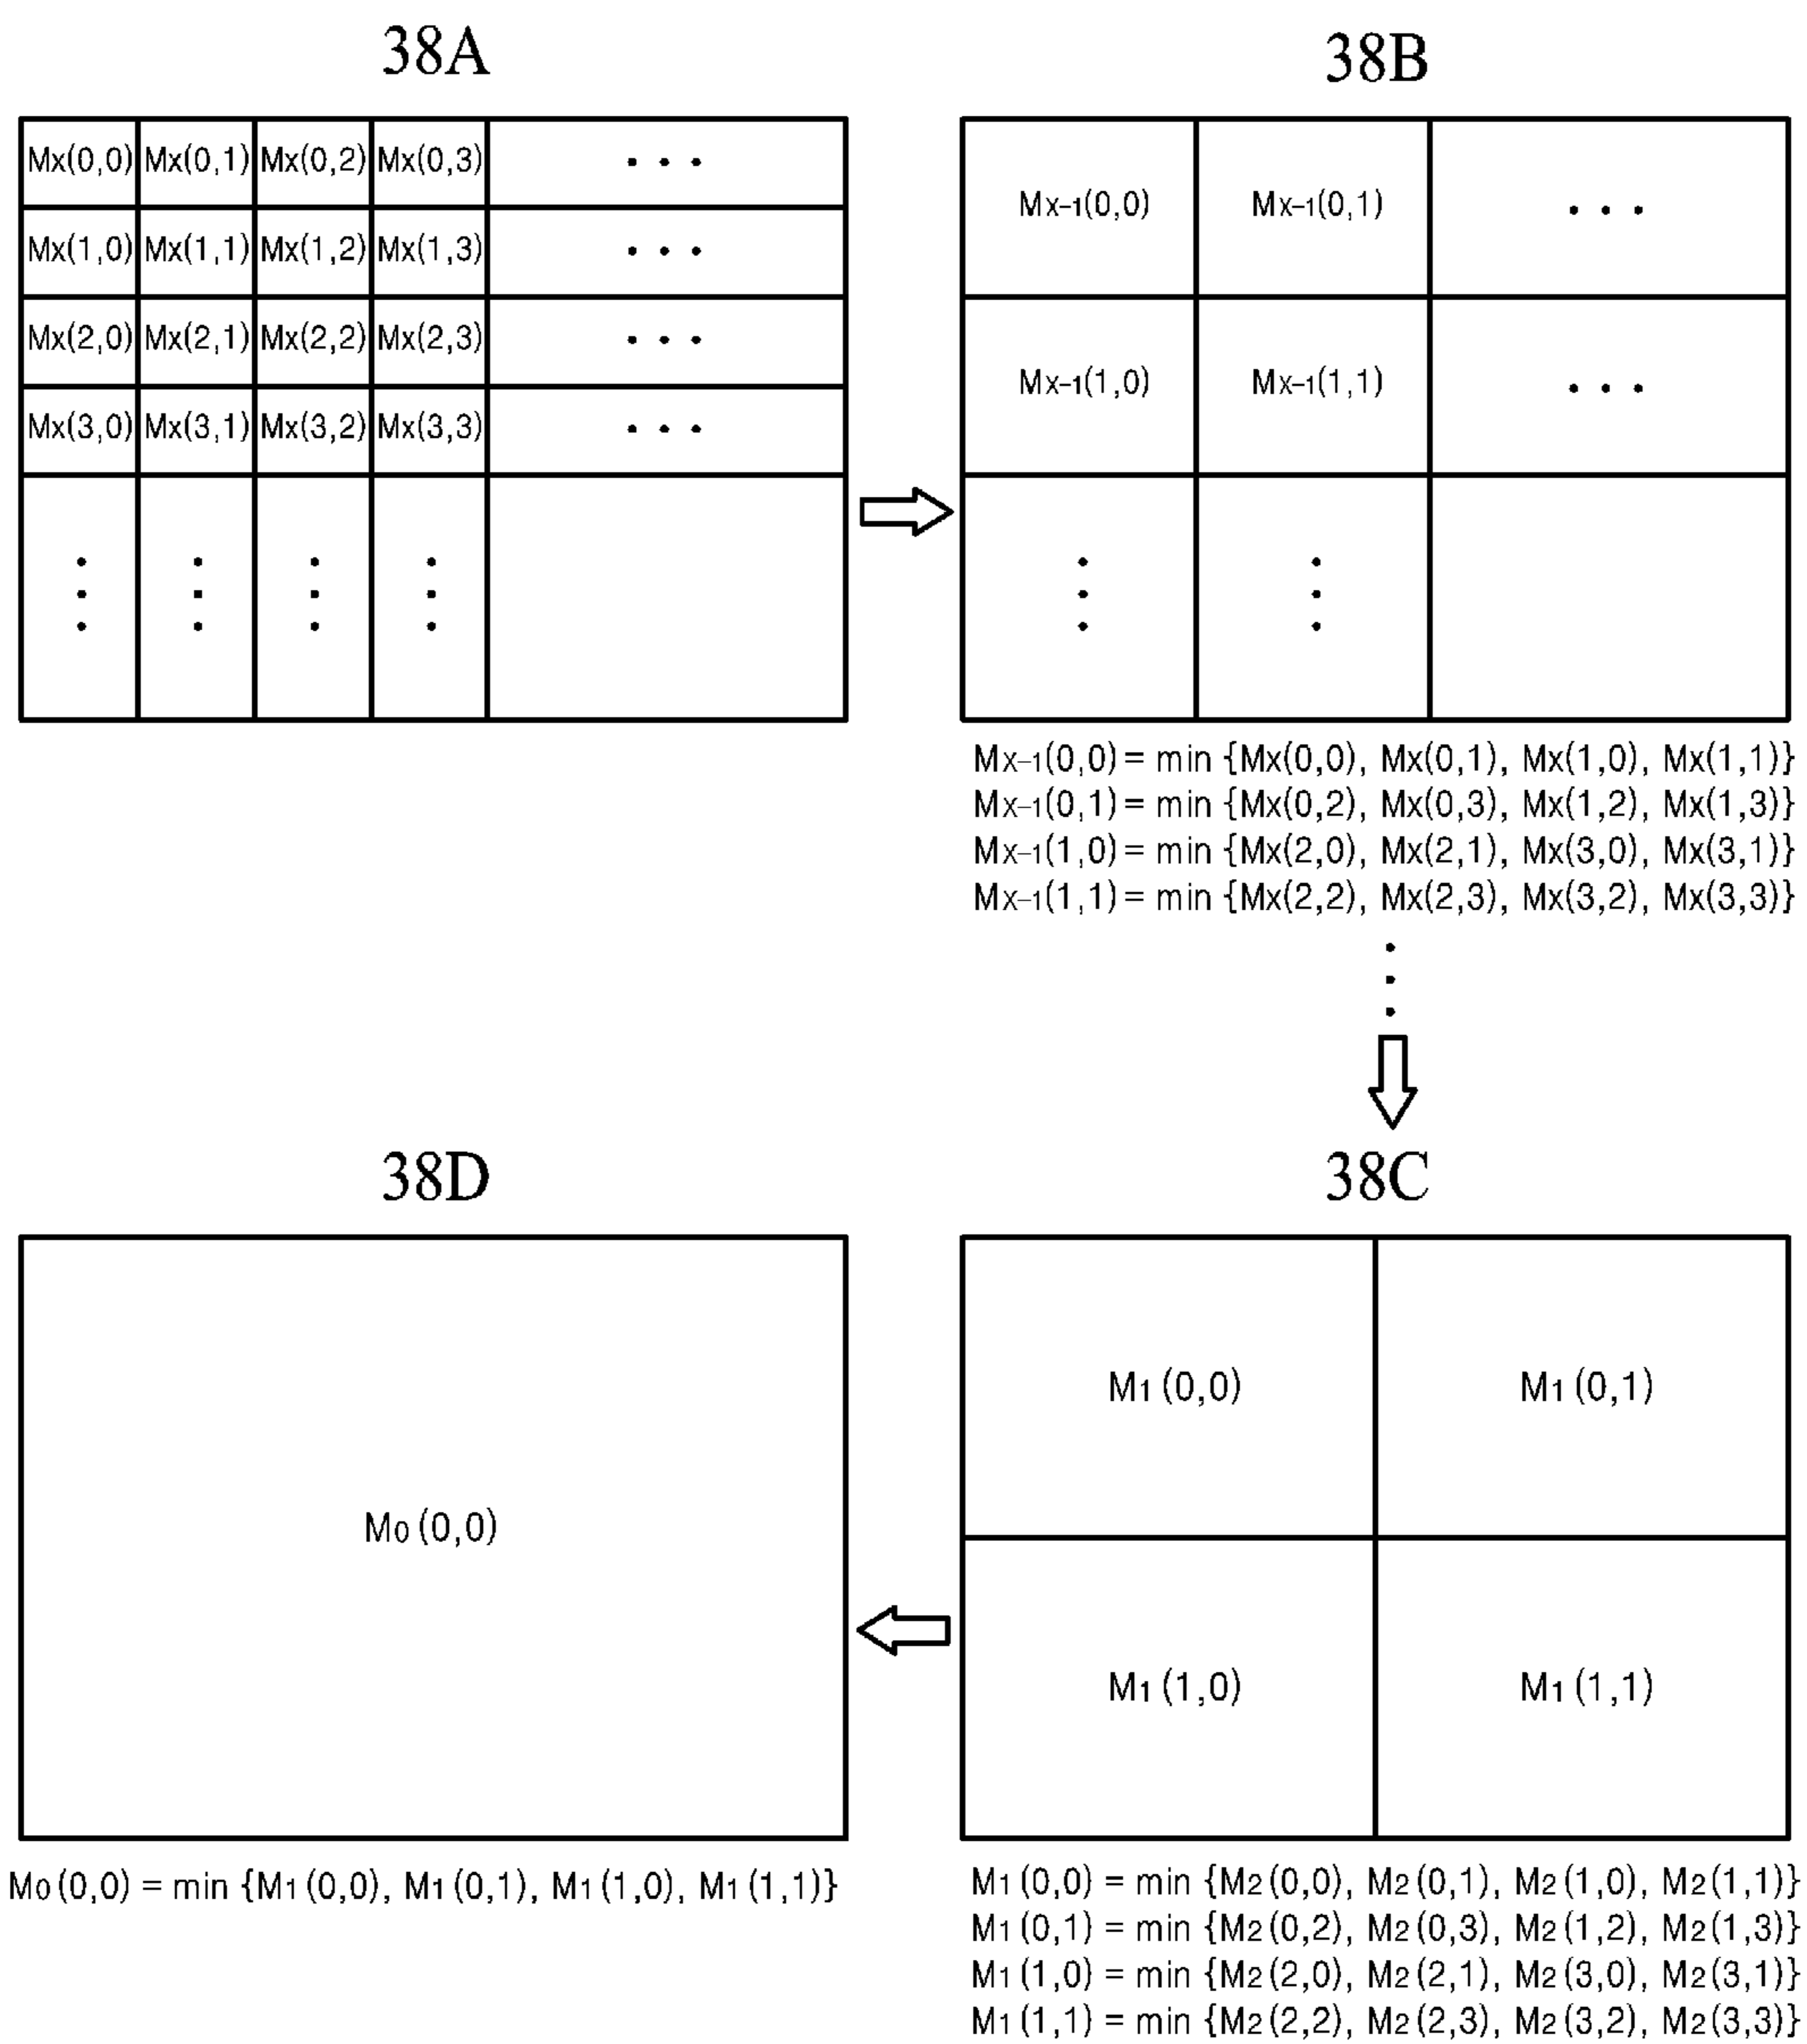 38A
Mx(0,0) Mx(0,1) Mx(0,2) Mx(0,3) • • •
Mx(1,0) Mx(1,1) Mx(1,2) Mx(1,3) • • •
Mx(2,0) Mx(2,1) Mx(2,2) Mx(2,3) • • •
Mx(3,0) Mx(3,1) Mx(3,2) Mx(3,3) • • •
38B
Mx-1(0,0) Mx-1(0,1) • • •
Mx-1(1,0) Mx-1(1,1) • • •
Mx-1(0,0) = min {Mx(0,0), Mx(0,1), Mx(1,0), Mx(1,1)}
Mx-1(0,1) = min {Mx(0,2), Mx(0,3), Mx(1,2), Mx(1,3)}
Mx-1(1,0) = min {Mx(2,0), Mx(2,1), Mx(3,0), Mx(3,1)}
Mx-1(1,1) = min {Mx(2,2), Mx(2,3), Mx(3,2), Mx(3,3)}
38C
M1 (0,0) M1 (0,1)
M1 (1,0) M1 (1,1)
M1 (0,0) = min {M2 (0,0), M2 (0,1), M2 (1,0), M2 (1,1)}
M1 (0,1) = min {M2 (0,2), M2 (0,3), M2 (1,2), M2 (1,3)}
M1 (1,0) = min {M2 (2,0), M2 (2,1), M2 (3,0), M2 (3,1)}
M1 (1,1) = min {M2 (2,2), M2 (2,3), M2 (3,2), M2 (3,3)}
38D
M0 (0,0)
M0 (0,0) = min {M1 (0,0), M1 (0,1), M1 (1,0), M1 (1,1)}